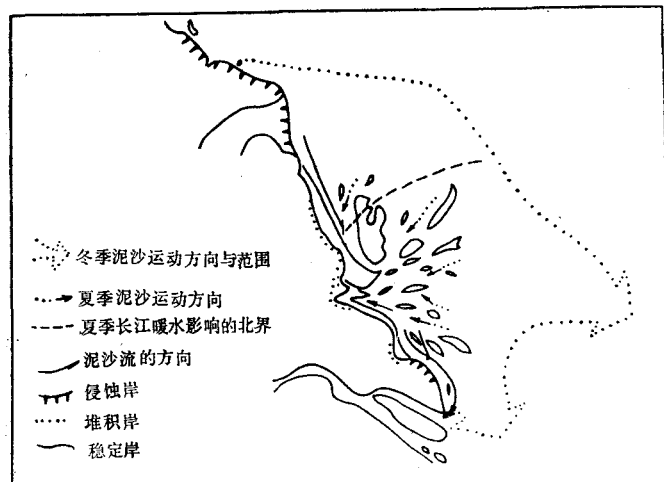 冬季泥沙运动方向与范围
夏季泥沙运动方向
夏季长江暖水影响的北界
泥沙流的方向
侵蚀岸
堆积岸
稳定岸